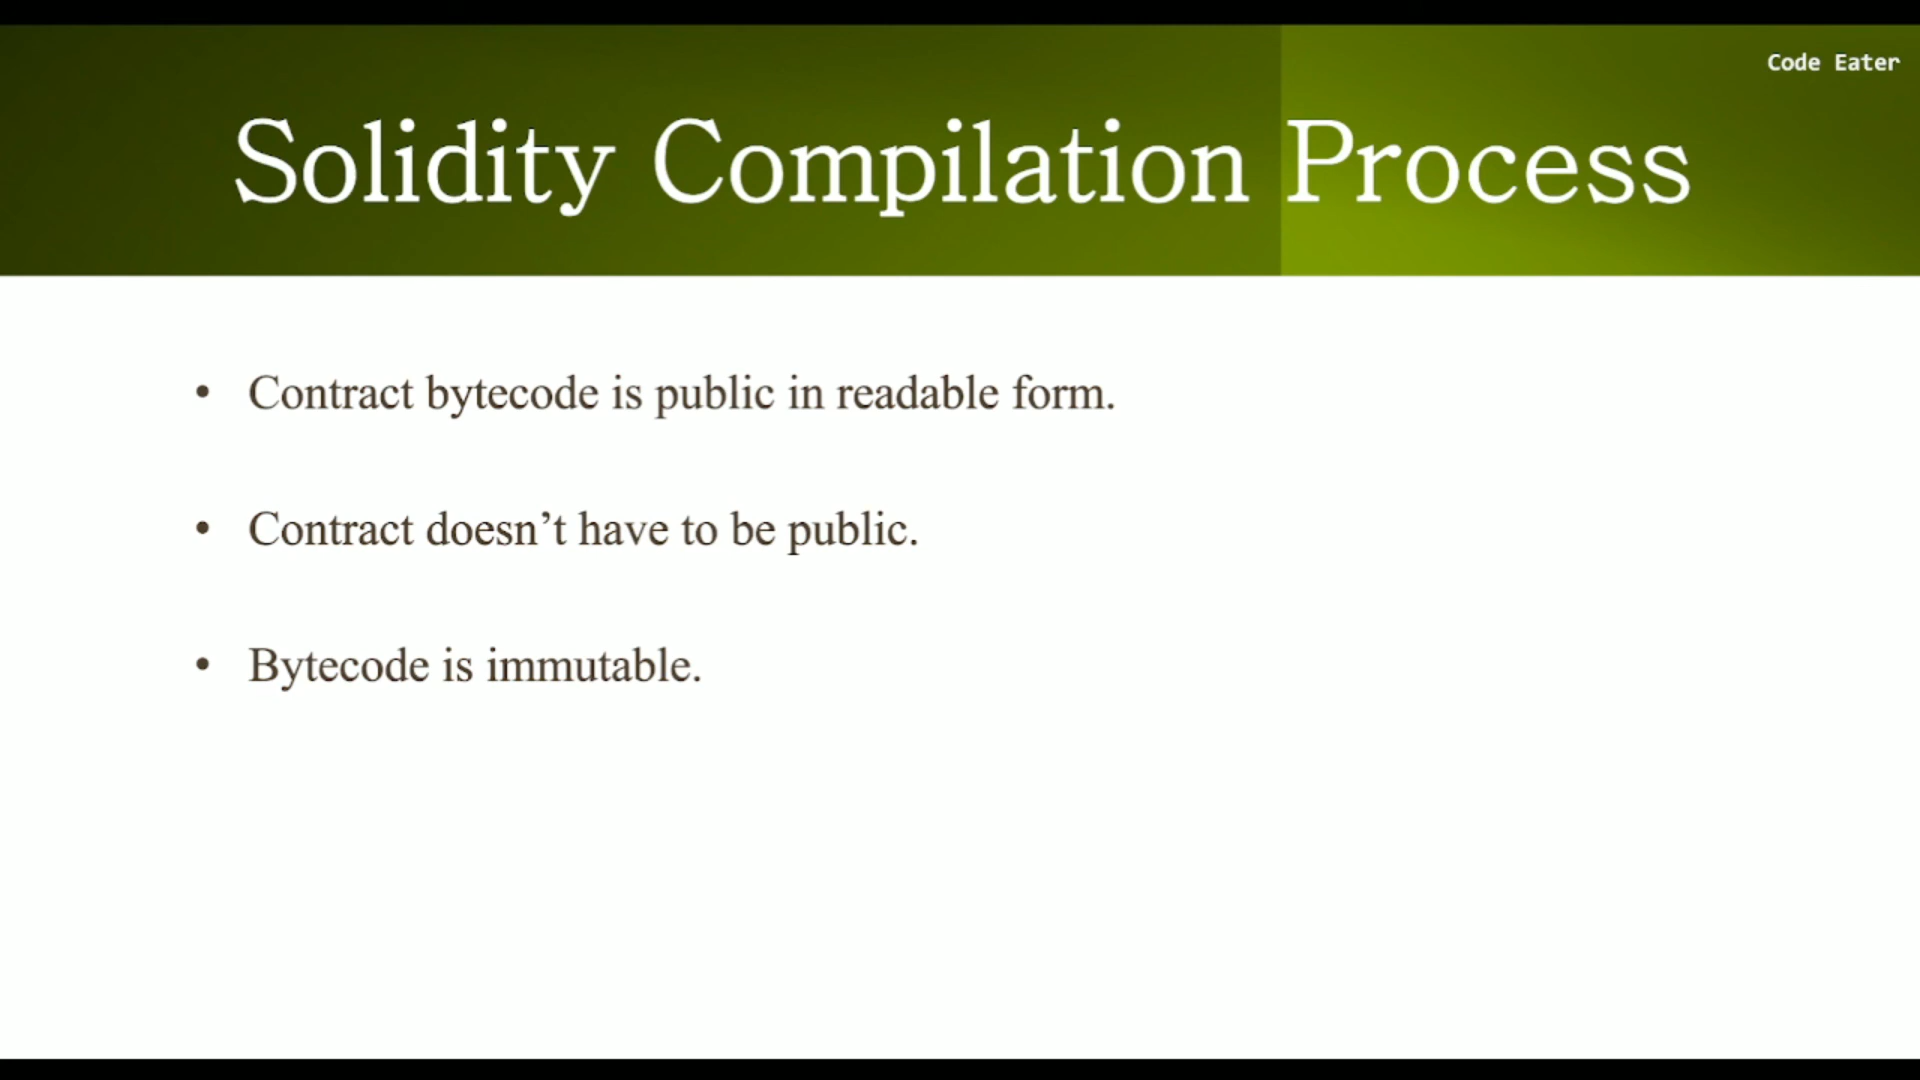 Code Eater
Solidity Compilation Process
• Contract bytecode is public in readable form.
• Contract doesn’t have to be public.
• Bytecode is immutable.